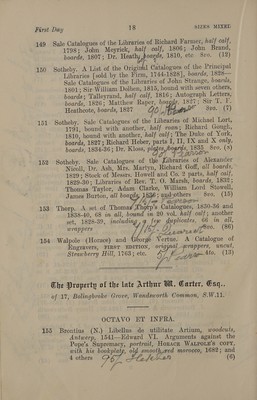 First Day 18
149 Sale Catalogues of the Libraries of Richard Farmer, half calf,
1798; John Meyrick, half calf, 1806; John Brand,
boards, 1807; Dr. Heath, boards, 1810, etc. 8vo. (12)
150 Sotheby. A List of the Original Catalogues of the Principal
Libraries [sold by the Firm, 1744-1828], boards, 1828—
Sale Catalogues of the Libraries of John Strange, boards,
1801; Sir William Dolben, 1815, bound with seven others,
boards; Talleyrand, half calf, 1816; Autograph Letters,
boards, 1826; Matthew Raper, boards, 1827; Sir T. F.
Heathcote, boards, 1827 8vo. (7)
151 Sotheby. Sale Catalogues of the Libraries of Michael Lort,
1791, bound with another, half roan; Richard Gough,
1810, bound with another, half calf; The Duke of York,
boards, 1827; Richard Heber, parts I, II, IX and X only,
boards, 1834-36; Dr. Kloss, boards, 1835 8vo. (8)
152 Sotheby. Sale Catalogues of the Libraries of Alexander
Nicoll, Dr. Ash, Mrs. Martyn, Richard Goff, all boards,
1829; Stock of Messrs. Howell and Co. 2 parts, half calf,
1829-30; Libraries of Rev. T. O. Marsh, boards, 1832;
Thomas Taylor, Adam Clarke, William Lord Stowell,
James Burton, all boards, 1836; and others 8vo. (13)
153 Thorp. A set of Thomas Thorp's Catalogues, 1830-36 and
1838-40, 68 in all, bound in 20 vol. half calf; another
set, 1828-39, including a few duplicates, 66 in all,
wrappers 8vo. (86)
154 Walpole (Horace) and George Vertue. A Catalogue of
Engravers, FIRST EDITION, original wrappers, uncut,
Strawberry Hill, 1763; etc. 4to. (13)
The Property of the late Arthur W. Carter, Esq.,
of 17, Bolingbroke Grove, Wandsworth Common, S.W.11.
OCTAVO ET INFRA.
155 Brentius (N.) Libellus de utilitate Artium, woodcuts,
Antwerp, 1541—Edward VI. Arguments against the
Pope's Supremacy, portrait, HORACE WALPOLE'S COPY,
with his bookplate, old smooth red morocco, 1682; and
4 others (6)